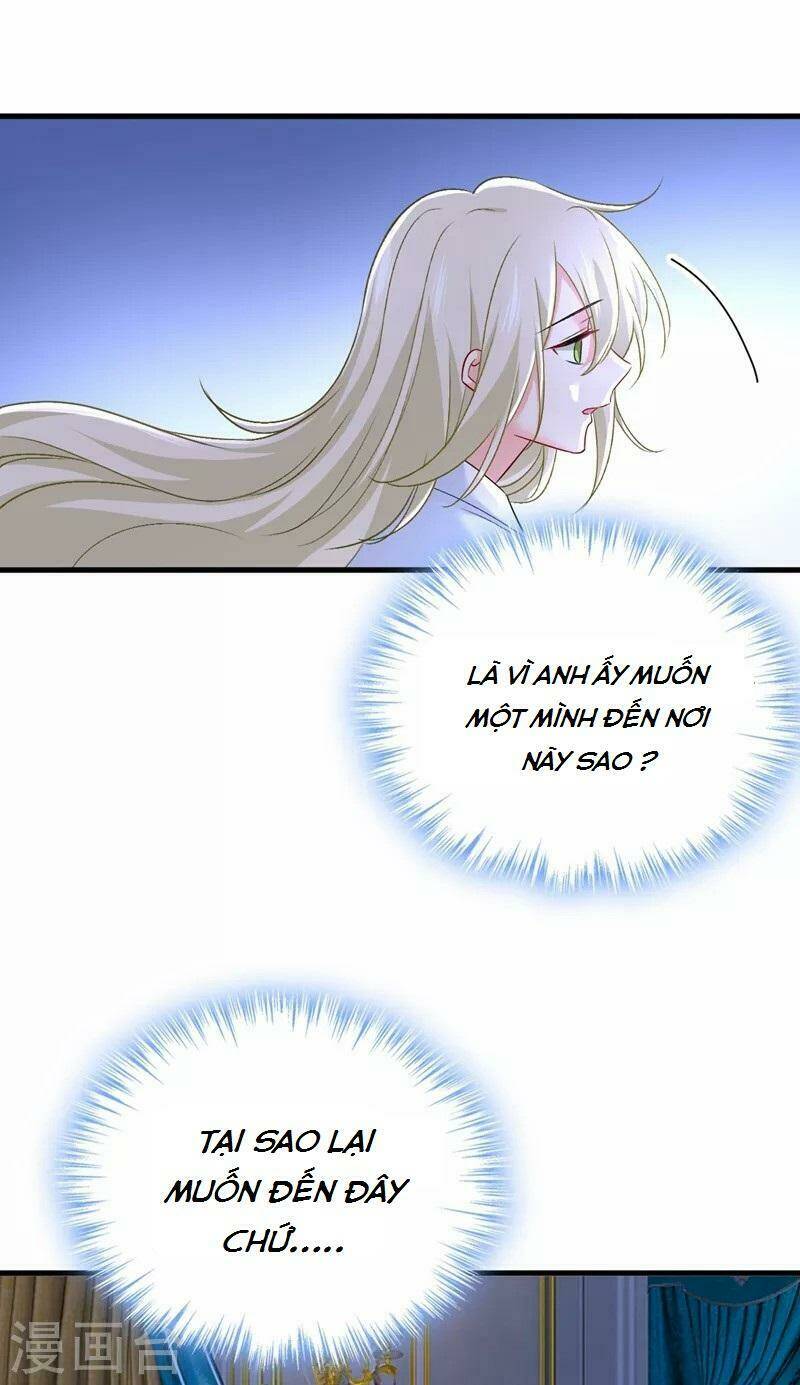 LÀ VÌ ANH ẤY MUỐN
MỘT MÌNH ĐẾN NƠI
NÀY SAO ?
TẠI SAO LẠI
MUỐN ĐẾN ĐÂY
CHỨ.....
漫画台